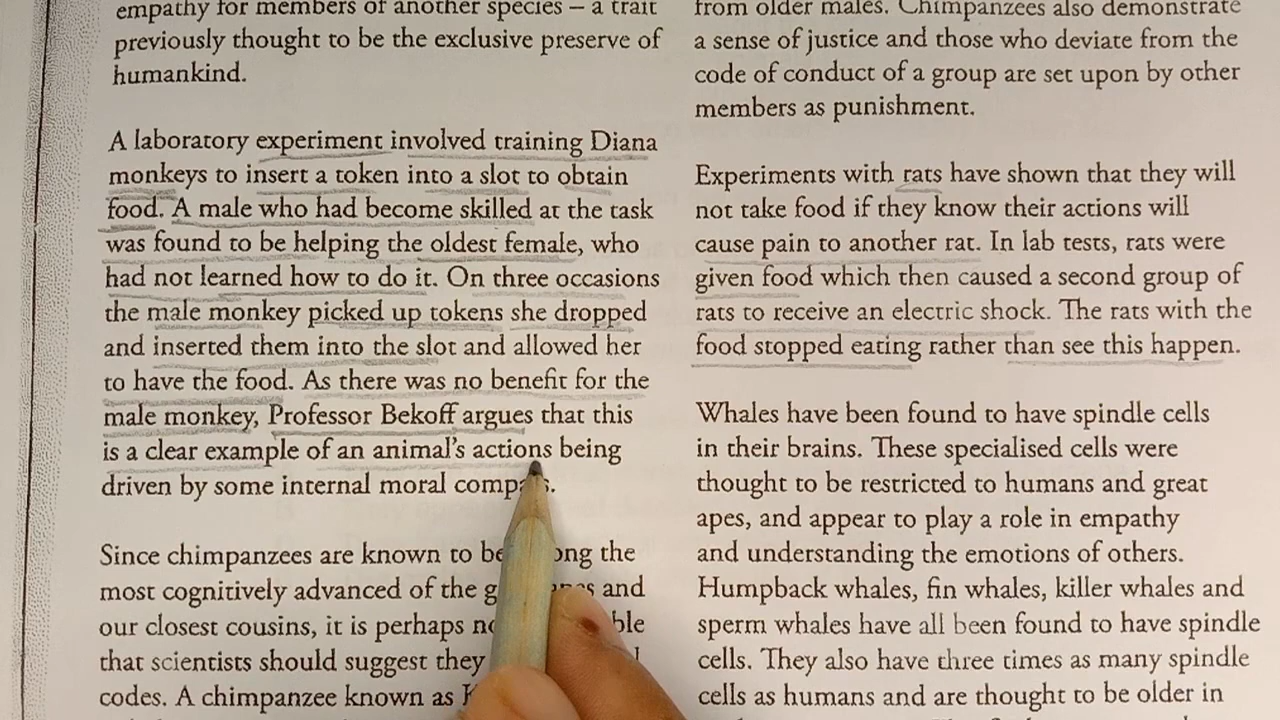 empathy for members of another species – a trait
previously thought to be the exclusive preserve of
humankind.
A laboratory experiment involved training Diana
monkeys to insert a token into a slot to obtain
food. A male who had become skilled at the task
was found to be helping the oldest female, who
had not learned how to do it. On three occasions
the male monkey picked up tokens she dropped
and inserted them into the slot and allowed her
to have the food. As there was no benefit for the
male monkey, Professor Bekoff argues that this
is a clear example of an animal's actions being
driven by some internal moral
Since chimpanzees are known to the
most cognitively advanced of the and
our closest cousins, it is perhaps
that scientists should suggest they
codes. A chimpanzee known as
from older males. Chimpanzees also demonstrate
a sense of justice and those who deviate from the
code of conduct of a group are set upon by other
members as punishment.
Experiments with rats have shown that they will
not take food if they know their actions will
cause pain to another rat. In lab tests, rats were
given food which then caused a second group of
rats to receive an electric shock. The rats with the
food stopped eating rather than see this happen.
Whales have been found to have spindle cells
in their brains. These specialised cells were
thought to be restricted to humans and great
apes, and appear to play a role in empathy
and understanding the emotions of others.
Humpback whales, fin whales, killer whales and
sperm whales have all been found to have spindle
cells. They also have three times as many spindle
cells as humans and are thought to be older in